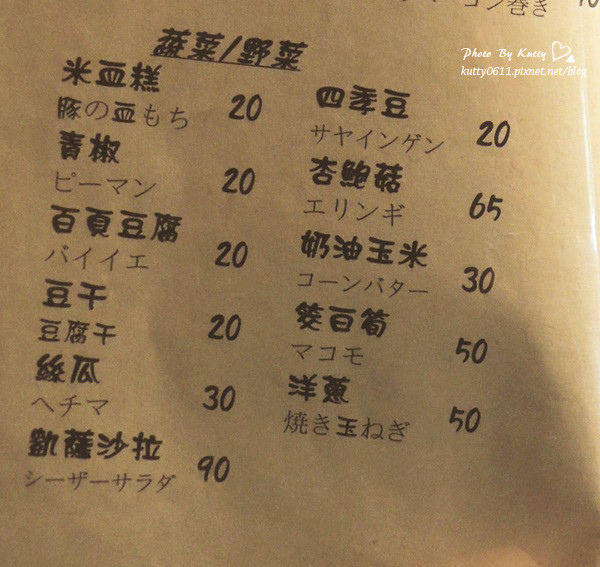 コン巻き
蔬菜/野菜
Photo By Kutty
kutty0611.pixnet.net/blog
米血糕 20
豚の血もち
青椒 20
ピーマン
百頁豆腐 20
バイイエ
豆干 20
豆腐干
絲瓜 30
ヘチマ
凱薩沙拉 90
シーザーサラダ
四季豆 20
サヤインゲン
杏鮑菇 65
エリンギ
奶油玉米 30
コーンバター
筊白筍 50
マコモ
洋蔥 50
焼き玉ねぎ